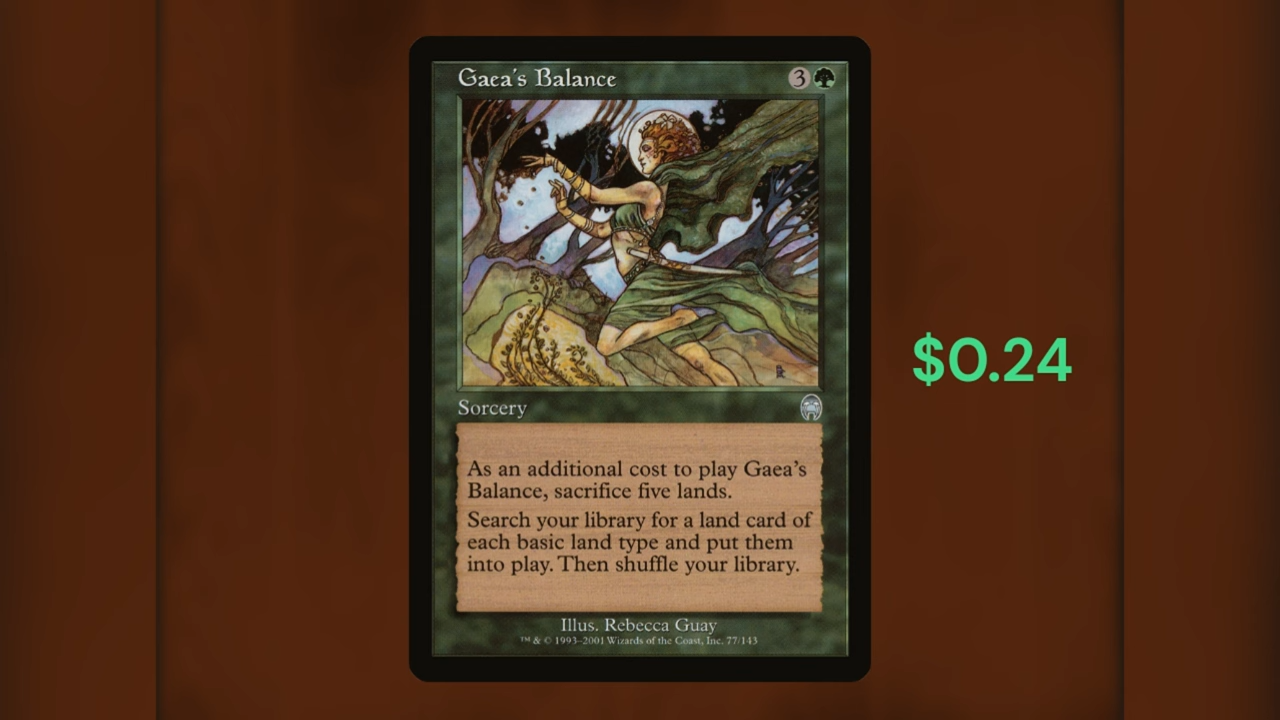 Gaea's Balance 3
$0.24
Sorcery
As an additional cost to play Gaea's
Balance, sacrifice five lands.
Search your library for a land card of
each basic land type and put them
into play. Then shuffle your library.
Illus. Rebecca Guay
™ & © 1993–2001 Wizards of the Coast, Inc. 77/143